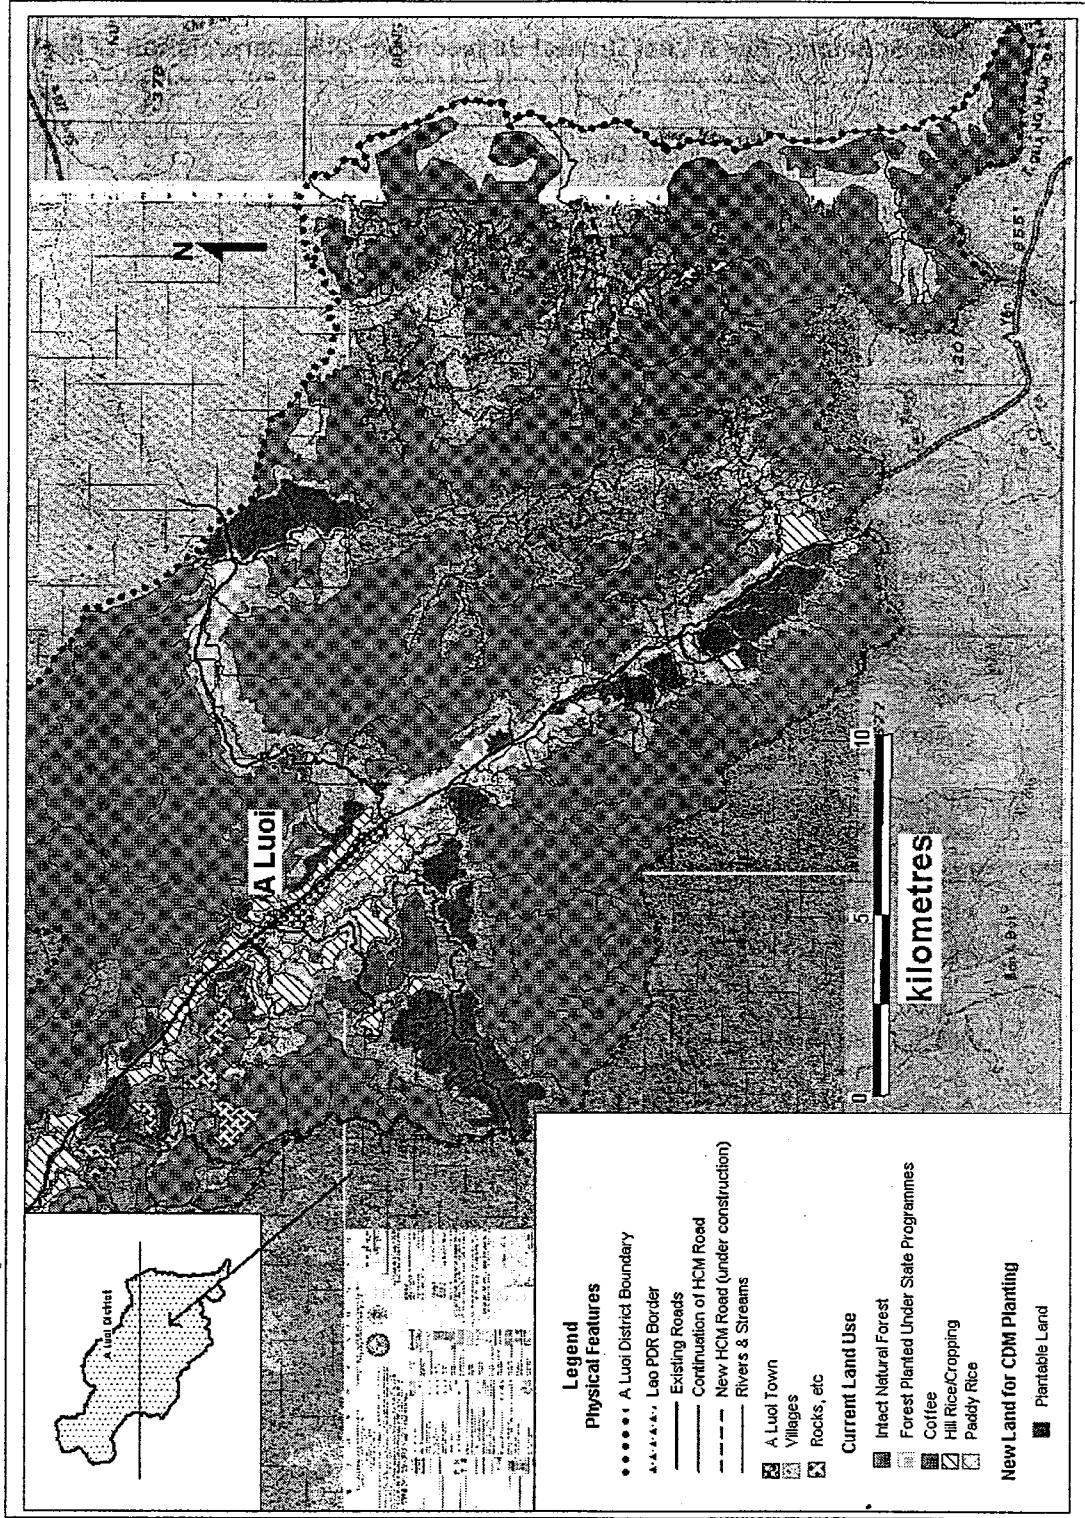 A Luoi District
N
A Luoi
0 5 10
kilometres
Legend
Physical Features
A Luoi District Boundary
Lao PDR Border
Existing Roads
Continuation of HCM Road
New HCM Road (under construction)
Rivers & Streams
A Luoi Town
Villages
Rocks, etc
Current Land Use
Intact Natural Forest
Forest Planted Under State Programmes
Coffee
Hill Rice/Cropping
Paddy Rice
New Land for CDM Planting
Plantable Land